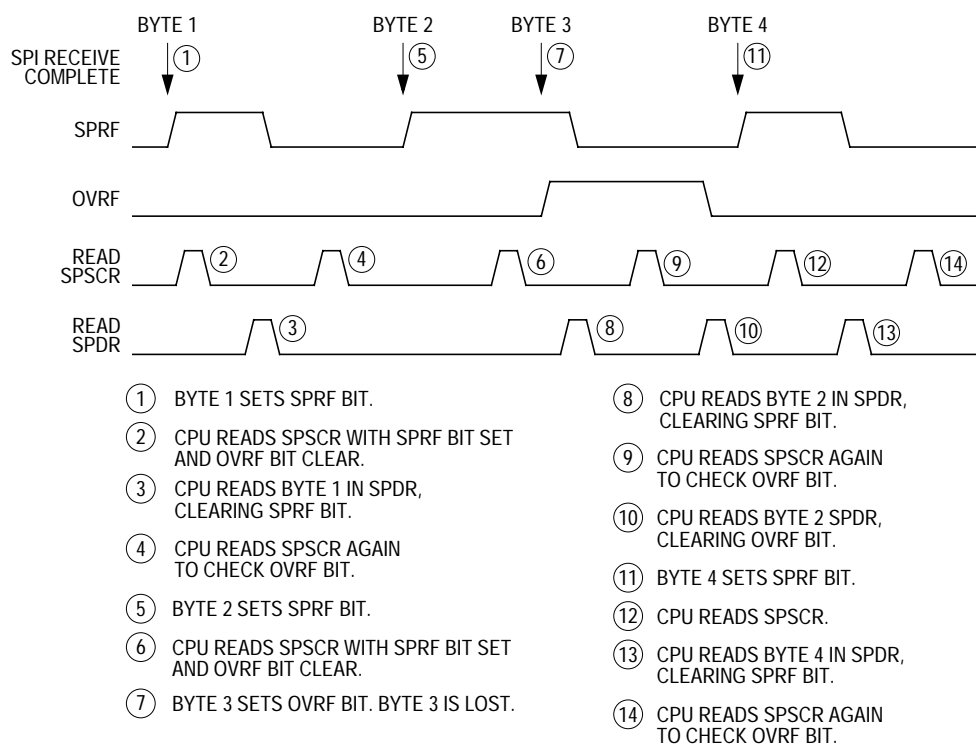 BYTE 1 BYTE 2 BYTE 3 BYTE 4
SPI RECEIVE
COMPLETE
1 5 7 11
SPRF
OVRF
READ
SPSCR
2 4 6 9 12 14
READ
SPDR
3 8 10 13
1 BYTE 1 SETS SPRF BIT.
2 CPU READS SPSCR WITH SPRF BIT SET
AND OVRF BIT CLEAR.
3 CPU READS BYTE 1 IN SPDR,
CLEARING SPRF BIT.
4 CPU READS SPSCR AGAIN
TO CHECK OVRF BIT.
5 BYTE 2 SETS SPRF BIT.
6 CPU READS SPSCR WITH SPRF BIT SET
AND OVRF BIT CLEAR.
7 BYTE 3 SETS OVRF BIT. BYTE 3 IS LOST.
8 CPU READS BYTE 2 IN SPDR,
CLEARING SPRF BIT.
9 CPU READS SPSCR AGAIN
TO CHECK OVRF BIT.
10 CPU READS BYTE 2 SPDR,
CLEARING OVRF BIT.
11 BYTE 4 SETS SPRF BIT.
12 CPU READS SPSCR.
13 CPU READS BYTE 4 IN SPDR,
CLEARING SPRF BIT.
14 CPU READS SPSCR AGAIN
TO CHECK OVRF BIT.